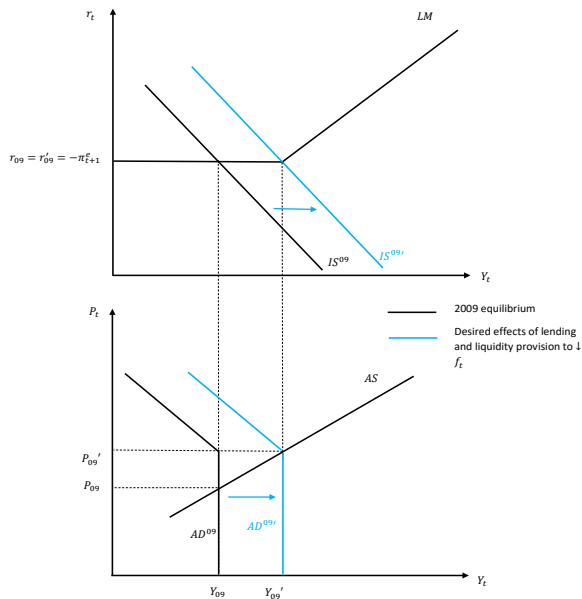 r_t
LM
r_09 = r'_09 = −π^e_{t+1}
IS^09
IS^09′
Y_t
P_t
2009 equilibrium
Desired effects of lending
and liquidity provision to ↓
f_t
AS
P_09′
P_09
AD^09
AD^09′
Y_09
Y_09′
Y_t